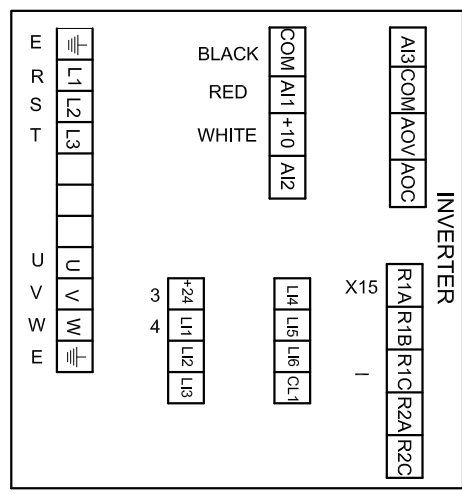 E
R L1
S L2
T L3
U U
V V
W W
E
BLACK COM
RED AI1
WHITE +10
AI2
AI3
COM
AOV
AOC
INVERTER
3 +24
4 LI1
LI2
LI3
LI4
LI5
LI6
CL1
X15 R1A
R1B
R1C
R2A
R2C